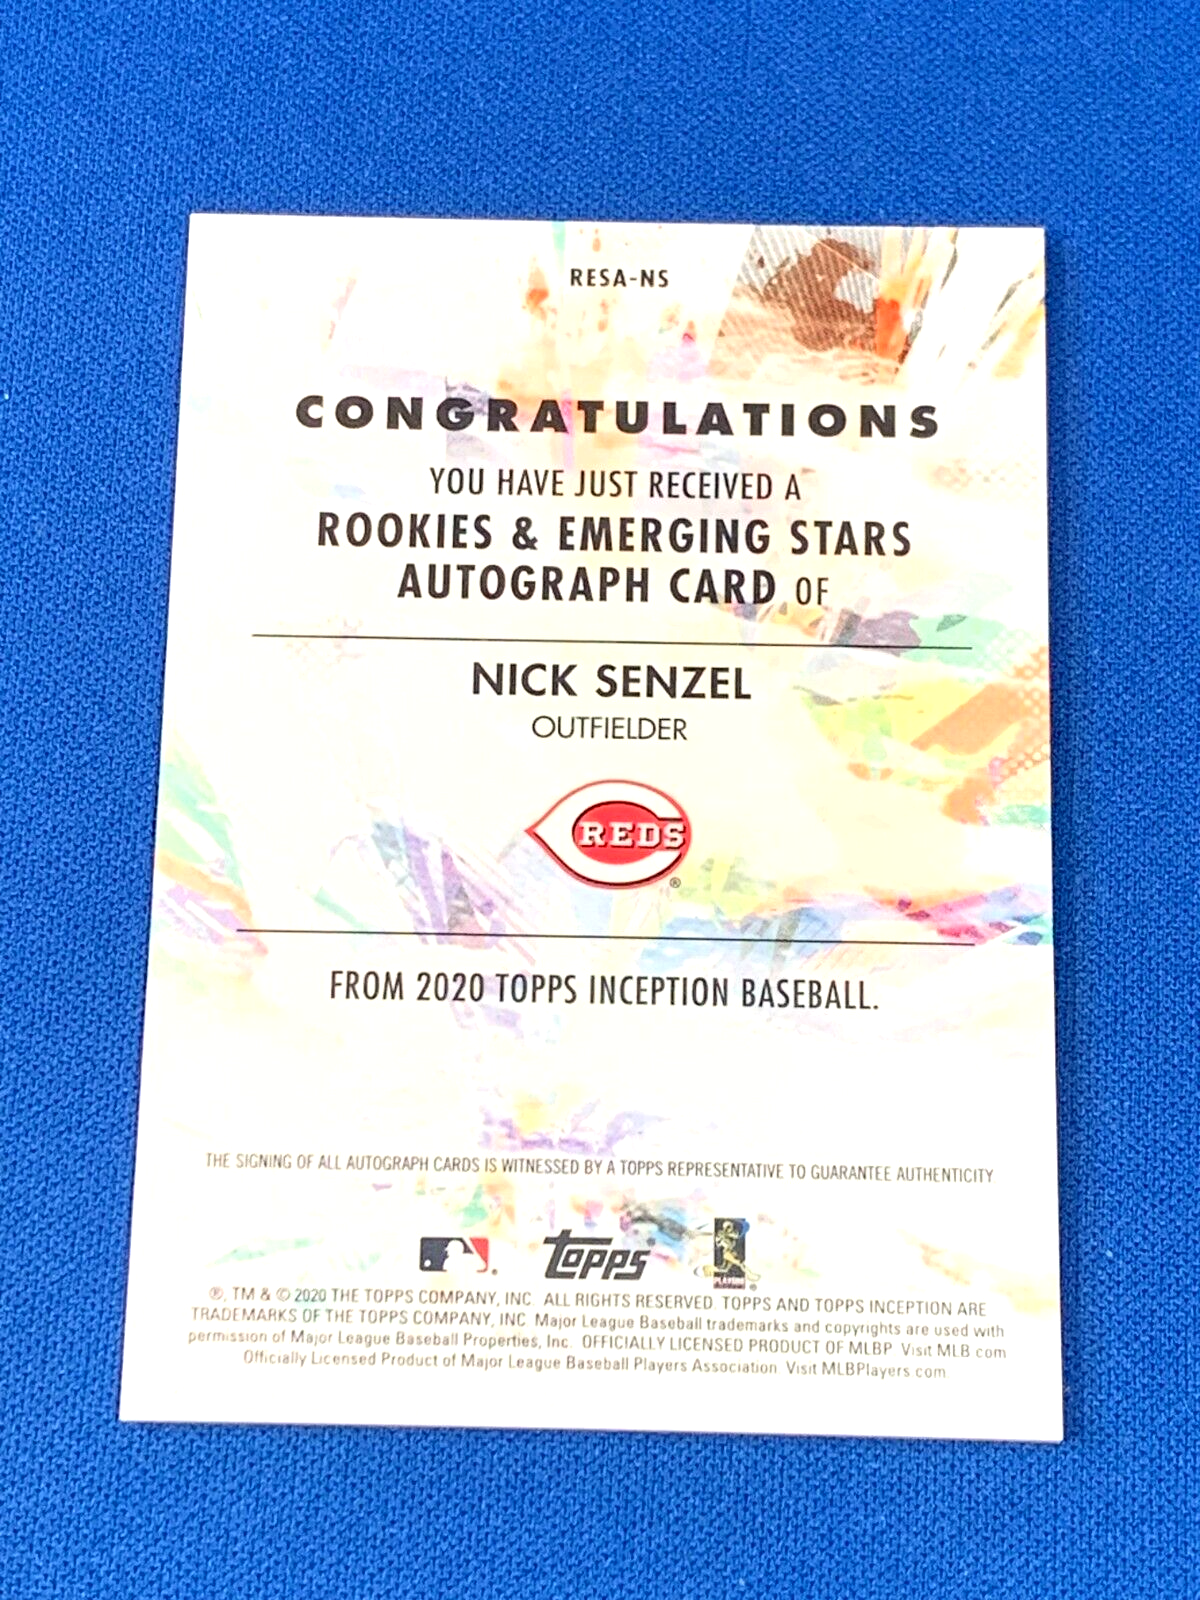 RESA-NS
CONGRATULATIONS
YOU HAVE JUST RECEIVED A
ROOKIES & EMERGING STARS
AUTOGRAPH CARD OF
NICK SENZEL
OUTFIELDER
REDS
®
FROM 2020 TOPPS INCEPTION BASEBALL.
THE SIGNING OF ALL AUTOGRAPH CARDS IS WITNESSED BY A TOPPS REPRESENTATIVE TO GUARANTEE AUTHENTICITY
Topps
PLAYERS
®, TM & © 2020 THE TOPPS COMPANY, INC. ALL RIGHTS RESERVED. TOPPS AND TOPPS INCEPTION ARE
TRADEMARKS OF THE TOPPS COMPANY, INC. Major League Baseball trademarks and copyrights are used with
permission of Major League Baseball Properties, Inc. OFFICIALLY LICENSED PRODUCT OF MLBP Visit MLB.com
Officially Licensed Product of Major League Baseball Players Association Visit MLBPlayers.com